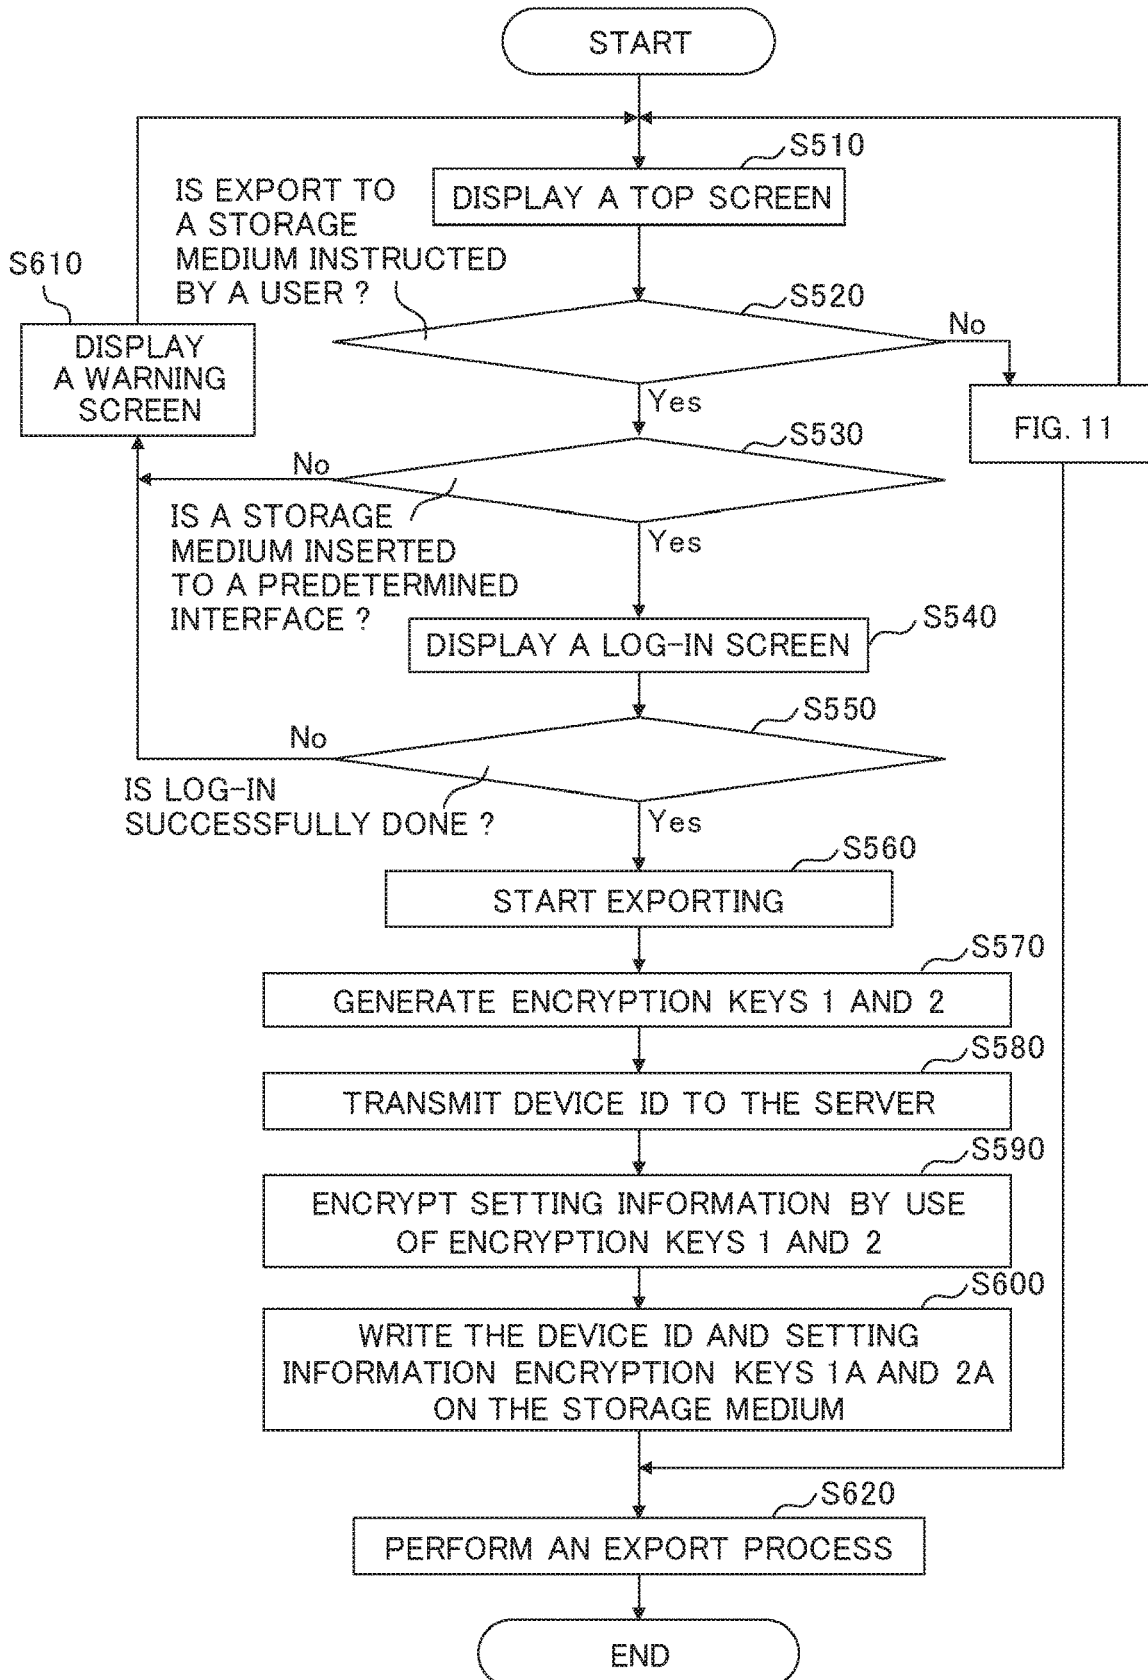 START
S510
DISPLAY A TOP SCREEN
IS EXPORT TO
A STORAGE
MEDIUM INSTRUCTED
BY A USER ?
S610
DISPLAY
A WARNING
SCREEN
S520
No
Yes
FIG. 11
S530
No
IS A STORAGE
MEDIUM INSERTED
TO A PREDETERMINED
INTERFACE ?
Yes
S540
DISPLAY A LOG-IN SCREEN
S550
No
IS LOG-IN
SUCCESSFULLY DONE ?
Yes
S560
START EXPORTING
S570
GENERATE ENCRYPTION KEYS 1 AND 2
S580
TRANSMIT DEVICE ID TO THE SERVER
S590
ENCRYPT SETTING INFORMATION BY USE
OF ENCRYPTION KEYS 1 AND 2
S600
WRITE THE DEVICE ID AND SETTING
INFORMATION ENCRYPTION KEYS 1A AND 2A
ON THE STORAGE MEDIUM
S620
PERFORM AN EXPORT PROCESS
END